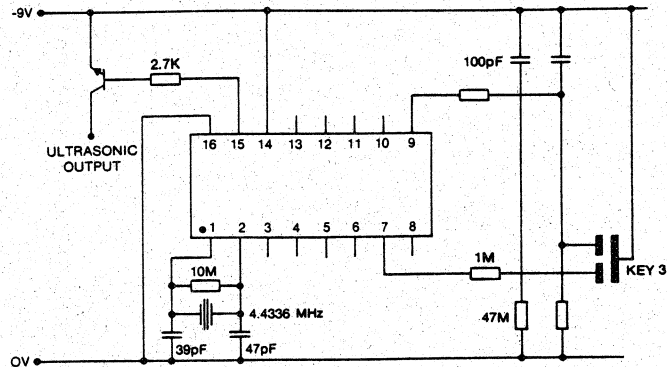 -9V
2.7K
100pF
ULTRASONIC
OUTPUT
16 15 14 13 12 11 10 9
1 2 3 4 5 6 7 8
10M
1M
KEY 3
4.4336 MHz
47M
39pF
47pF
OV